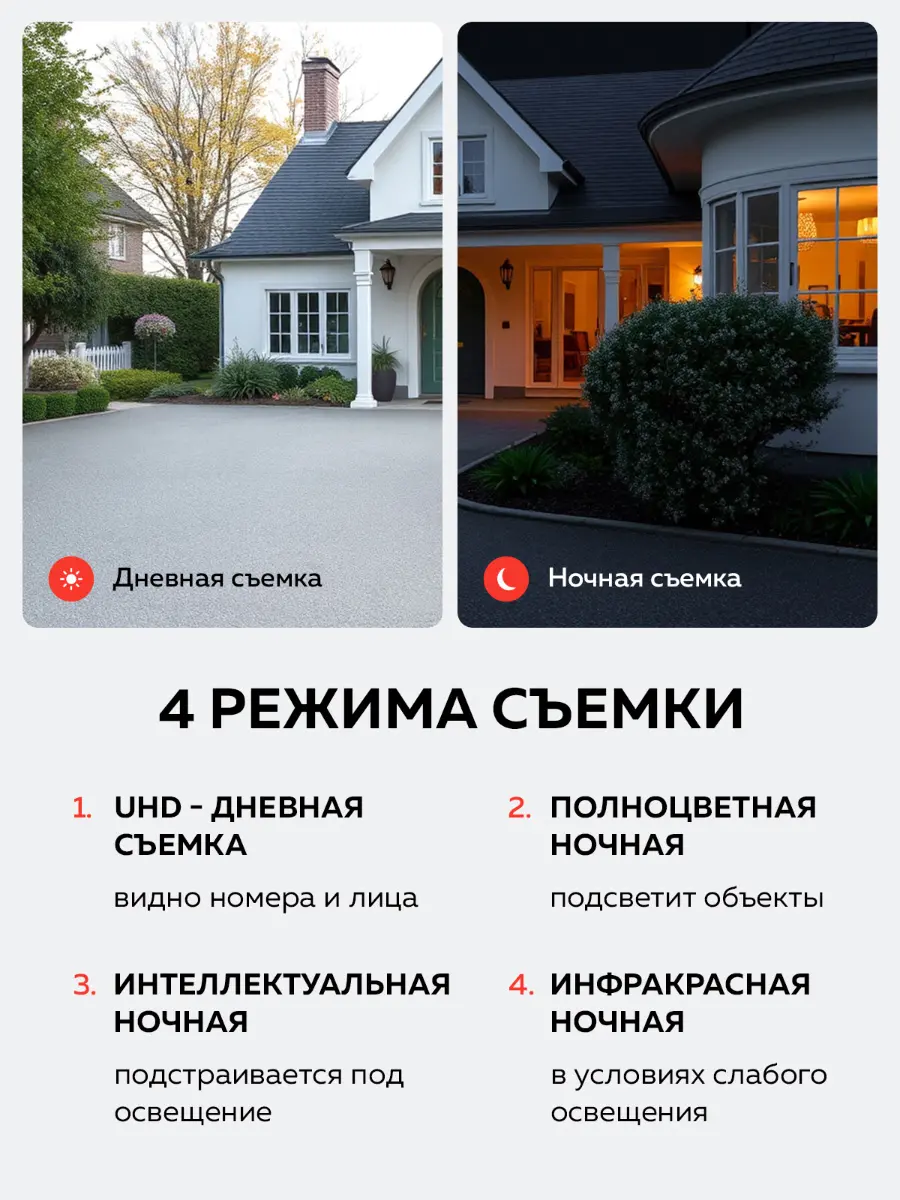 Дневная съемка
Ночная съемка
4 РЕЖИМА СЪЕМКИ
1. UHD - ДНЕВНАЯ
СЪЕМКА
видно номера и лица
2. ПОЛНОЦВЕТНАЯ
НОЧНАЯ
подсветит объекты
3. ИНТЕЛЛЕКТУАЛЬНАЯ
НОЧНАЯ
подстраивается под
освещение
4. ИНФРАКРАСНАЯ
НОЧНАЯ
в условиях слабого
освещения